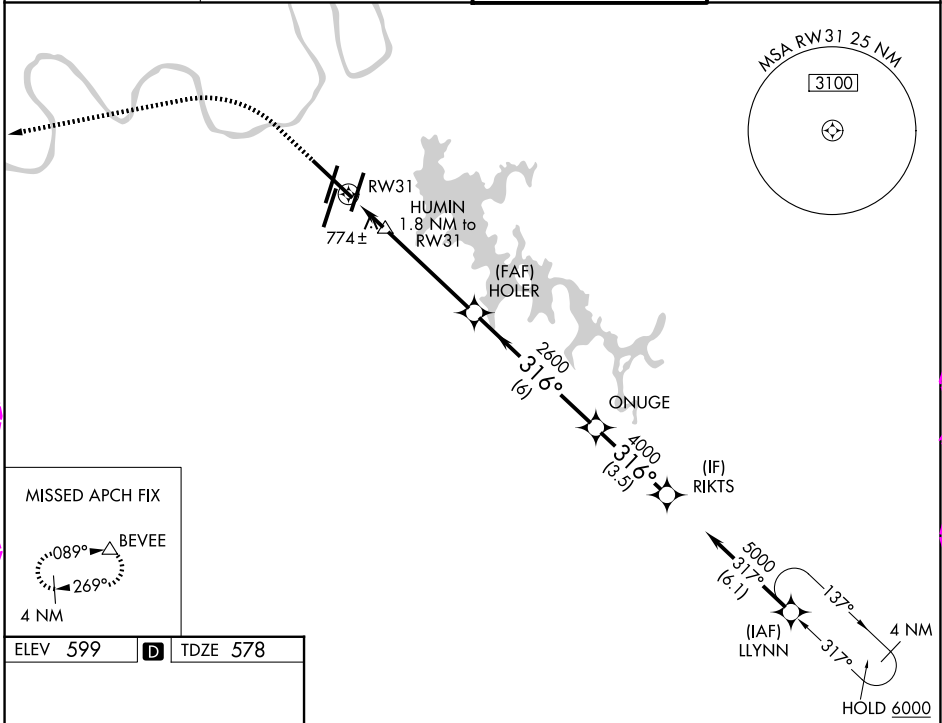 MSA RW31 25 NM
3100
RW31
HUMIN
1.8 NM to
RW31
774±
(FAF)
HOLER
2600
316°
(6)
ONUGE
4000
316°
(3.5)
(IF)
RIKTS
5000
317°
(6.1)
(IAF)
LLYNN
137°
317°
4 NM
HOLD 6000
MISSED APCH FIX
BEVEE
089°
269°
4 NM
ELEV 599 D TDZE 578